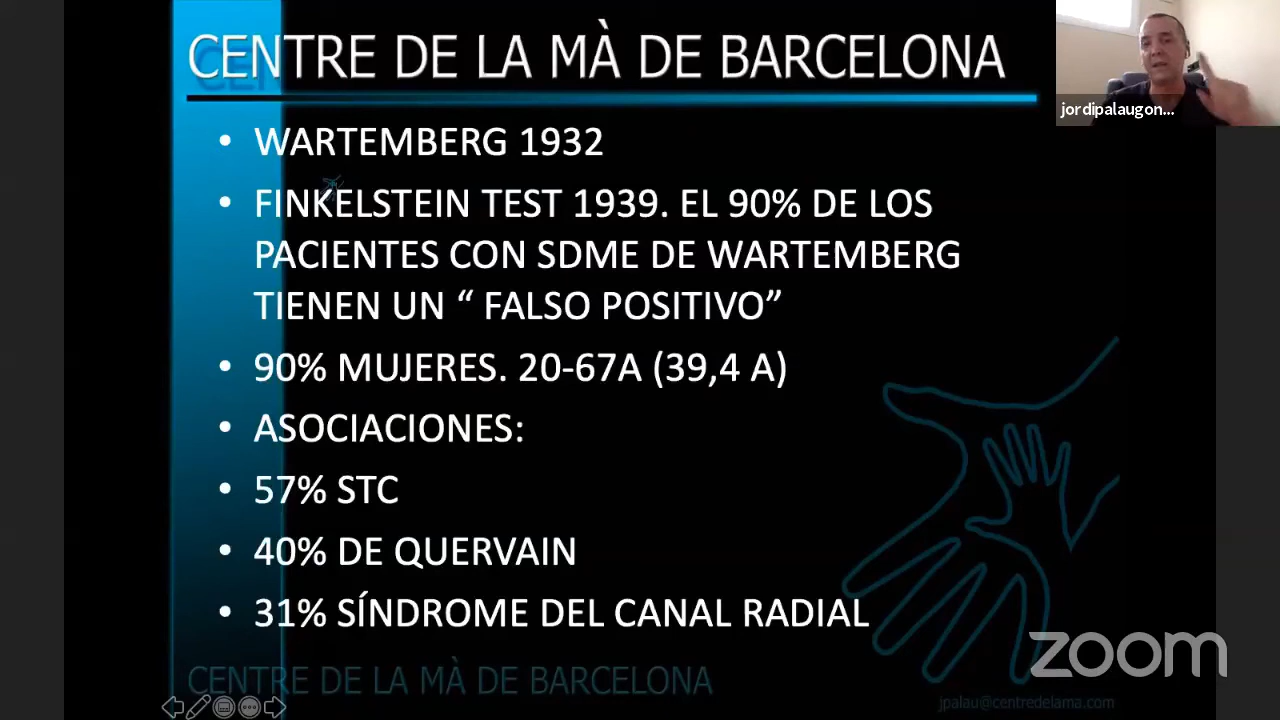 CENTRE DE LA MÀ DE BARCELONA
jordipalaugon...
• WARTEMBERG 1932
• FINKELSTEIN TEST 1939. EL 90% DE LOS
PACIENTES CON SDME DE WARTEMBERG
TIENEN UN “ FALSO POSITIVO”
• 90% MUJERES. 20-67A (39,4 A)
• ASOCIACIONES:
• 57% STC
• 40% DE QUERVAIN
• 31% SÍNDROME DEL CANAL RADIAL
zoom
CENTRE DE LA MÀ DE BARCELONA
jpalau@centredelama.com